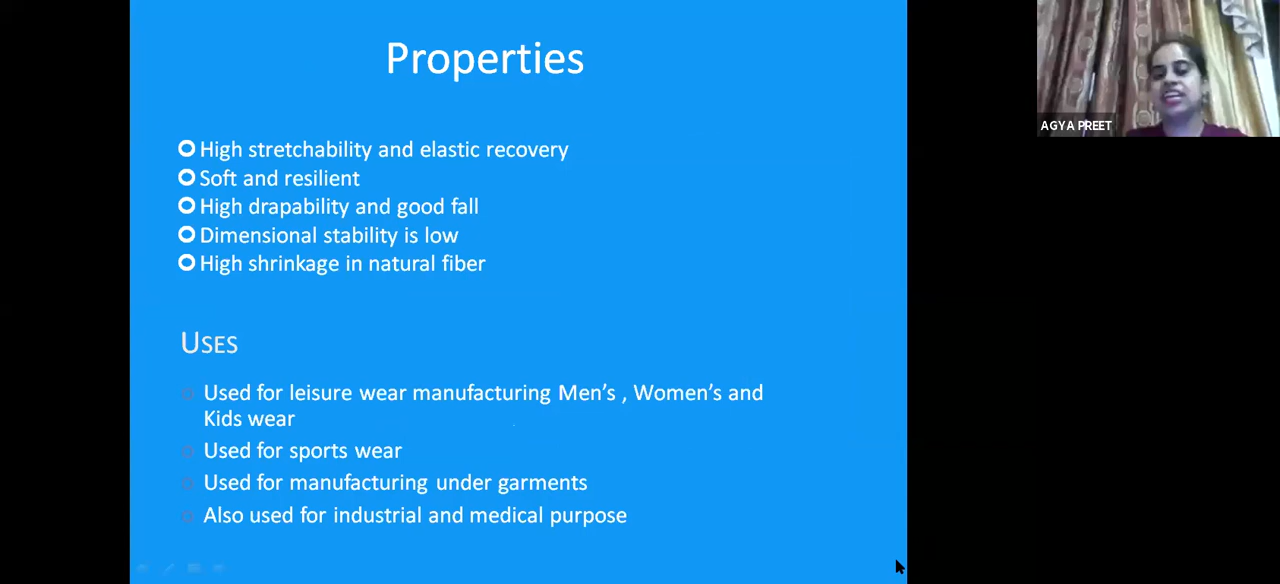 Properties
High stretchability and elastic recovery
Soft and resilient
High drapability and good fall
Dimensional stability is low
High shrinkage in natural fiber
USES
Used for leisure wear manufacturing Men's , Women's and
Kids wear
Used for sports wear
Used for manufacturing under garments
Also used for industrial and medical purpose
AGYA PREET